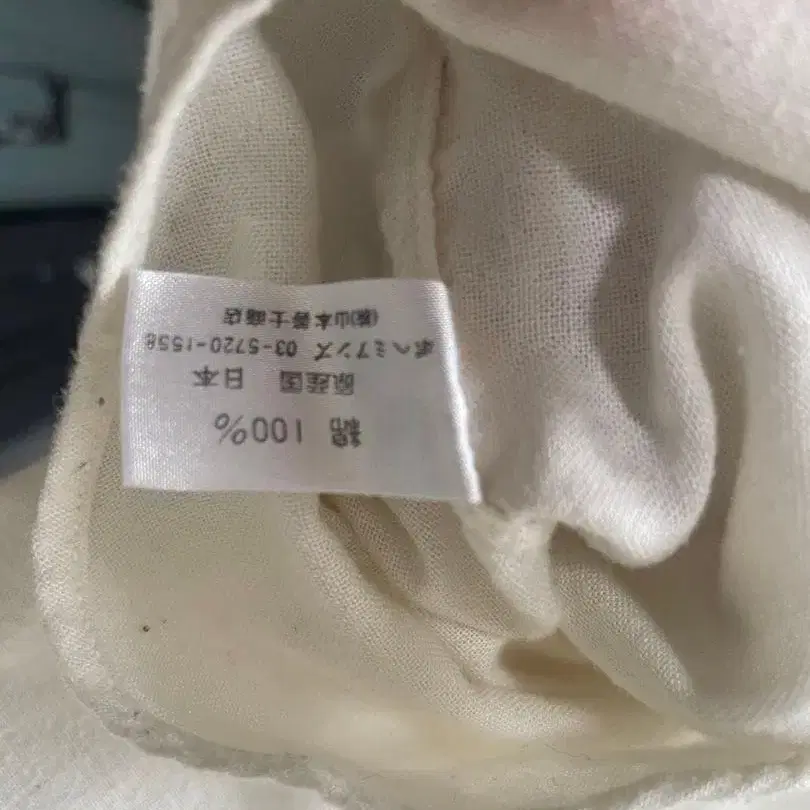 綿 100%
原産国 日本
ボヘミアンズ 03-5720-1558
(株)山本寄士商店